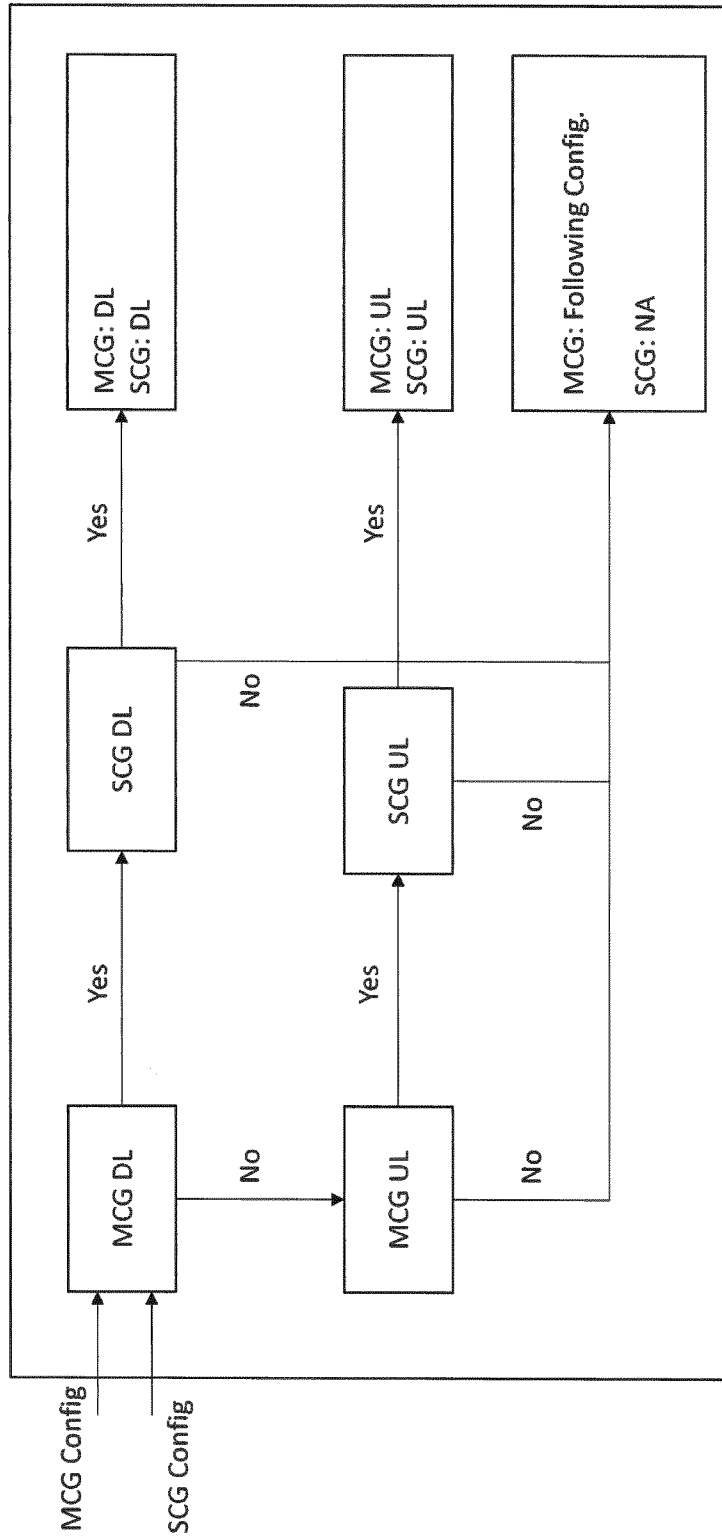 MCG Config
SCG Config
MCG DL
Yes
SCG DL
Yes
MCG: DL
SCG: DL
No
No
MCG UL
Yes
SCG UL
Yes
MCG: UL
SCG: UL
No
No
MCG: Following Config.
SCG: NA